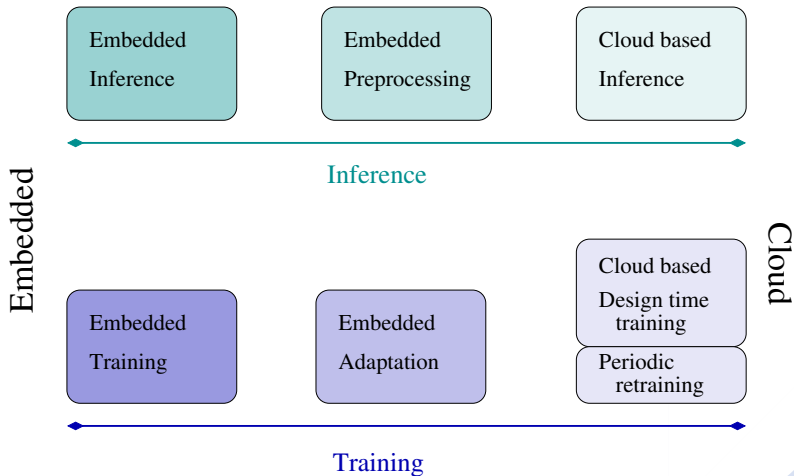 Embedded
Inference
Embedded
Preprocessing
Cloud based
Inference
Inference
Embedded
Cloud
Embedded
Training
Embedded
Adaptation
Cloud based
Design time
training
Periodic
retraining
Training